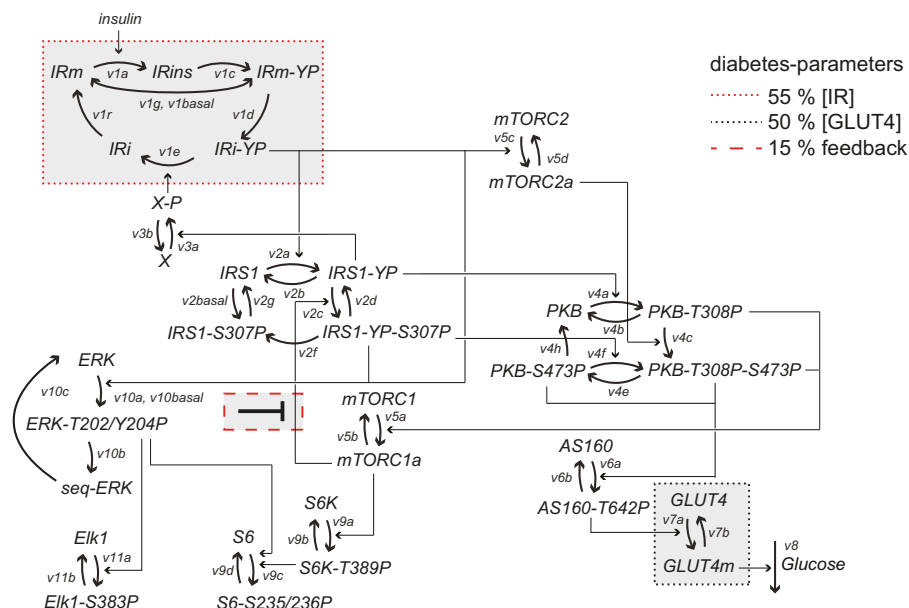 insulin
IRm
v1a
IRins
v1c
IRm-YP
v1g, v1basal
v1r
v1d
IRi
v1e
IRi-YP
diabetes-parameters
55 % [IR]
50 % [GLUT4]
15 % feedback
mTORC2
v5c
v5d
mTORC2a
X-P
v3b
v3a
X
v2a
IRS1
IRS1-YP
v2b
v2basal
v2g
v2c
v2d
IRS1-S307P
IRS1-YP-S307P
v2f
v4a
PKB
PKB-T308P
v4b
v4c
v4h
v4f
PKB-S473P
PKB-T308P-S473P
v4e
ERK
v10c
v10a, v10basal
ERK-T202/Y204P
v10b
seq-ERK
mTORC1
v5a
v5b
mTORC1a
AS160
v6a
v6b
AS160-T642P
GLUT4
v7a
v7b
GLUT4m
v8
Glucose
S6K
v9a
v9b
S6K-T389P
Elk1
v11a
v11b
Elk1-S383P
S6
v9d
v9c
S6-S235/236P